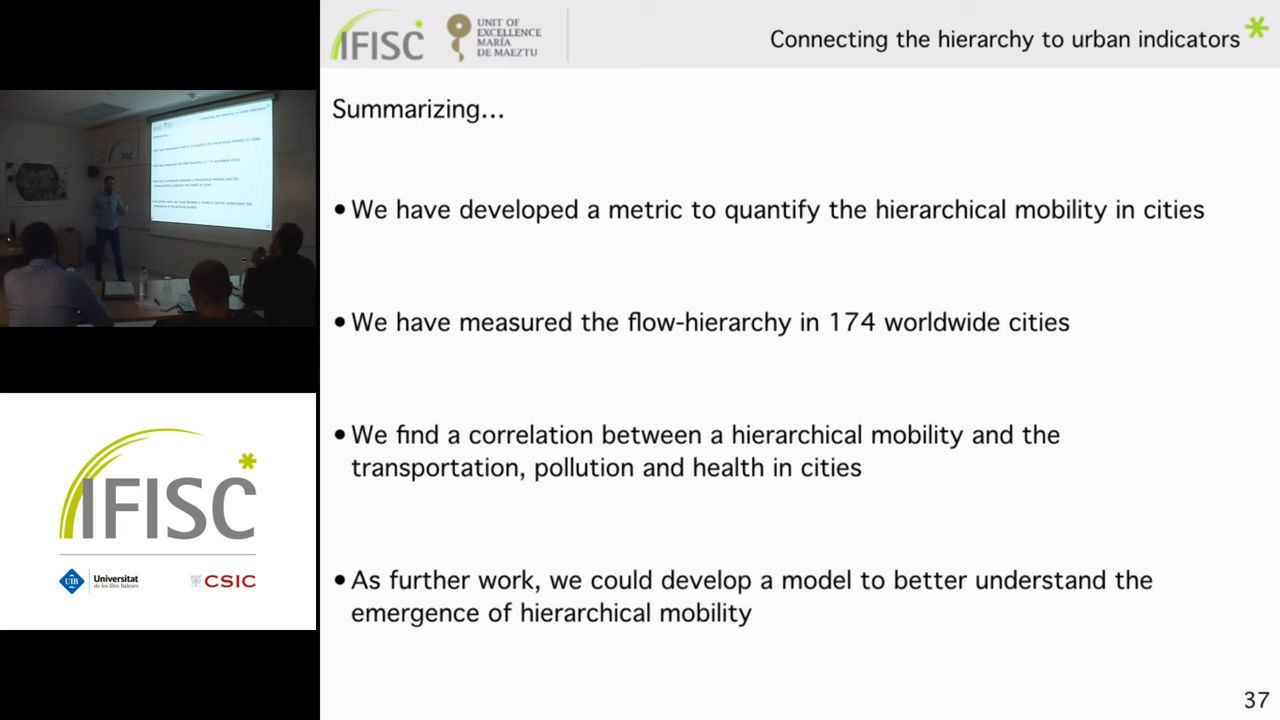 IFISC
UNIT OF
EXCELLENCE
MARÍA
DE MAEZTU
Connecting the hierarchy to urban indicators
Summarizing...
• We have developed a metric to quantify the hierarchical mobility in cities
• We have measured the flow-hierarchy in 174 worldwide cities
• We find a correlation between a hierarchical mobility and the
transportation, pollution and health in cities
• As further work, we could develop a model to better understand the
emergence of hierarchical mobility
37
IFISC
UIB
Universitat
de les Illes Balears
CSIC